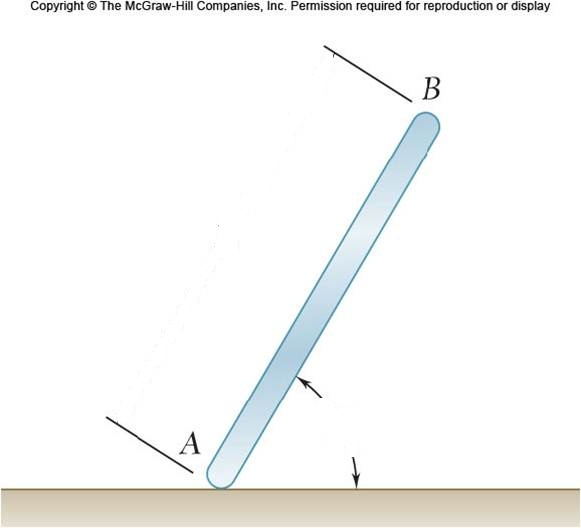 Copyright © The McGraw-Hill Companies, Inc. Permission required for reproduction or display
B
A